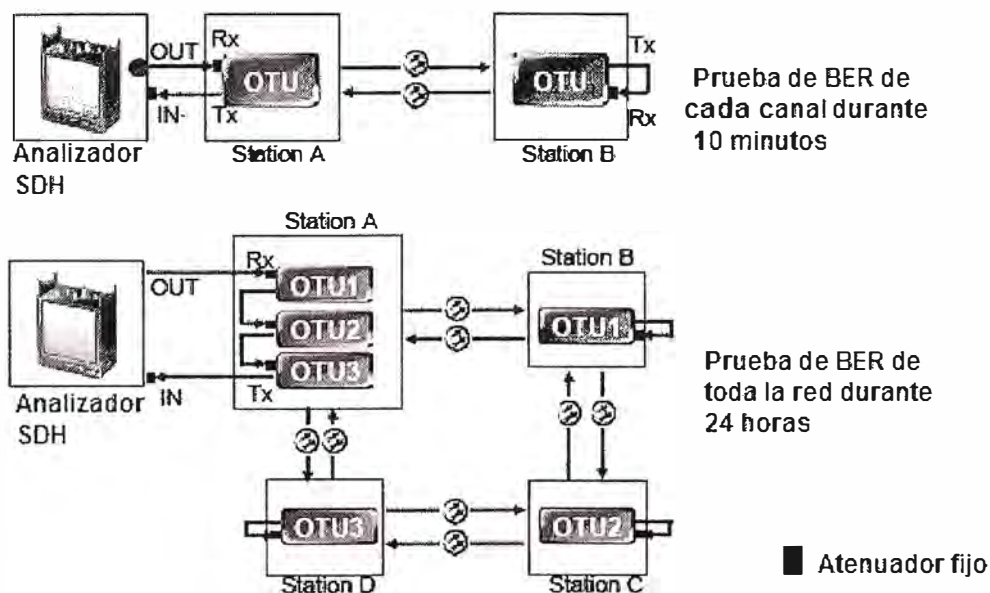 OUT
Rx
OTU
IN-
Tx
Analizador
SDH
Station A
OTU
Tx
Rx
Station B
Prueba de BER de
cada canal durante
10 minutos
Station A
Rx
OUT
OTU1
OTU2
OTU3
Tx
IN
Analizador
SDH
Station B
OTU1
Prueba de BER de
toda la red durante
24 horas
OTU3
Station D
OTU2
Station C
Atenuador fijo